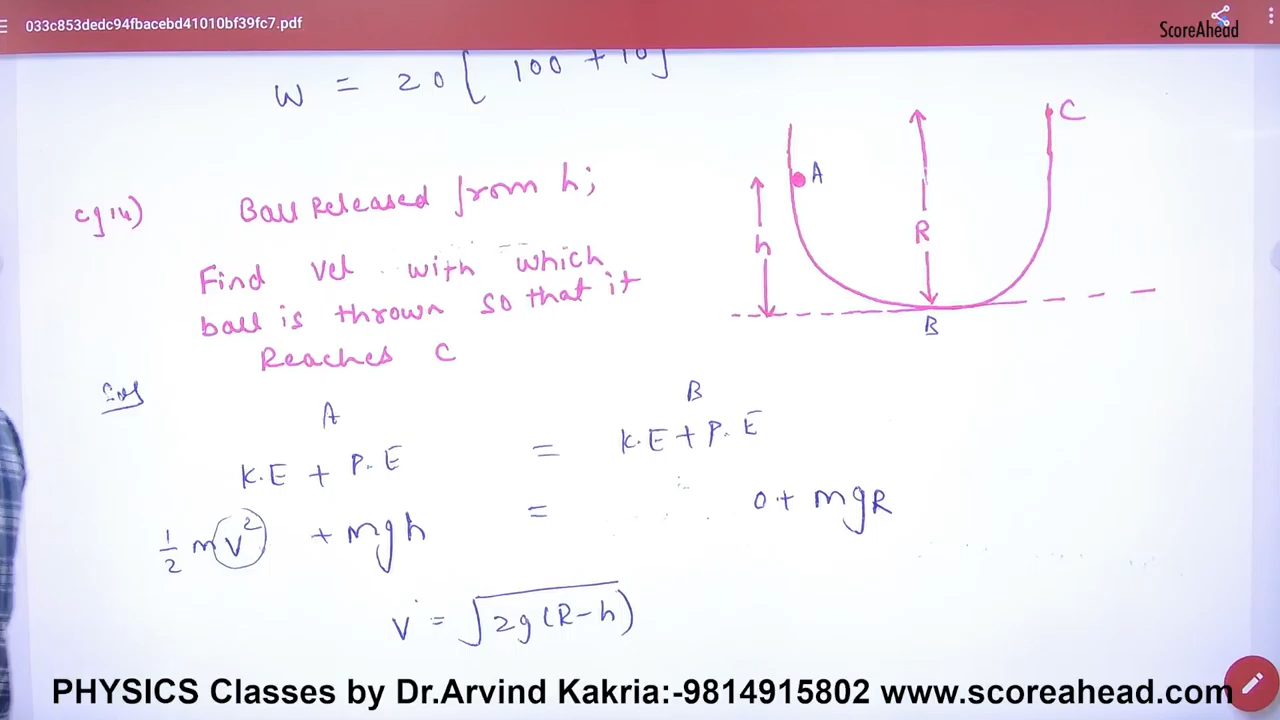 033c853dedc94fbacebd41010bf39fc7.pdf
ScoreAhead
W = 20 [ 100 + 10]
eg 14) Ball Released from h;
Find vel with which
ball is thrown so that it
Reaches C
Sol
A B
K.E + P.E = K.E + P.E
1/2 mv² + mgh = 0 + mgR
V = √2g(R-h)
A
C
h
R
B
PHYSICS Classes by Dr.Arvind Kakria:-9814915802 www.scoreahead.com